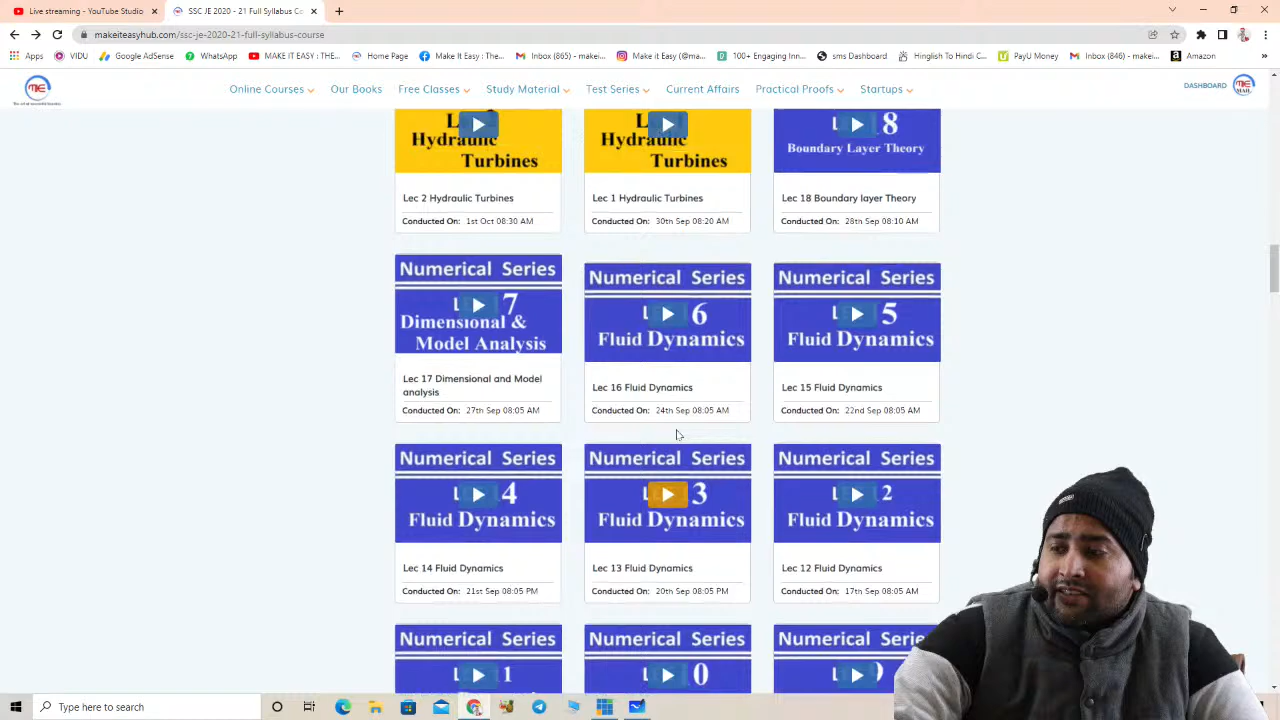 Live streaming - YouTube Studio
SSC JE 2020 - 21 Full Syllabus Co
makeiteasyhub.com/ssc-je-2020-21-full-syllabus-course
Apps
VIDU
Google AdSense
WhatsApp
MAKE IT EASY : THE...
Home Page
Make It Easy : The...
Inbox (865) - makei...
Make it Easy (@ma...
100+ Engaging Inn...
sms Dashboard
Hinglish To Hindi C...
PayU Money
Inbox (846) - makei...
Amazon
Online Courses
Our Books
Free Classes
Study Material
Test Series
Current Affairs
Practical Proofs
Startups
DASHBOARD
MAIL
Hydraulic
Turbines
Hydraulic
Turbines
8
Boundary Layer Theory
Lec 2 Hydraulic Turbines
Conducted On: 1st Oct 08:30 AM
Lec 1 Hydraulic Turbines
Conducted On: 30th Sep 08:20 AM
Lec 18 Boundary layer Theory
Conducted On: 28th Sep 08:10 AM
Numerical Series
7
Dimensional &
Model Analysis
Numerical Series
6
Fluid Dynamics
Numerical Series
5
Fluid Dynamics
Lec 17 Dimensional and Model
analysis
Conducted On: 27th Sep 08:05 AM
Lec 16 Fluid Dynamics
Conducted On: 24th Sep 08:05 AM
Lec 15 Fluid Dynamics
Conducted On: 22nd Sep 08:05 AM
Numerical Series
4
Fluid Dynamics
Numerical Series
3
Fluid Dynamics
Numerical Series
2
Fluid Dynamics
Lec 14 Fluid Dynamics
Conducted On: 21st Sep 08:05 PM
Lec 13 Fluid Dynamics
Conducted On: 20th Sep 08:05 PM
Lec 12 Fluid Dynamics
Conducted On: 17th Sep 08:05 AM
Numerical Series
1
Numerical Series
0
Numerical Series
9
Type here to search